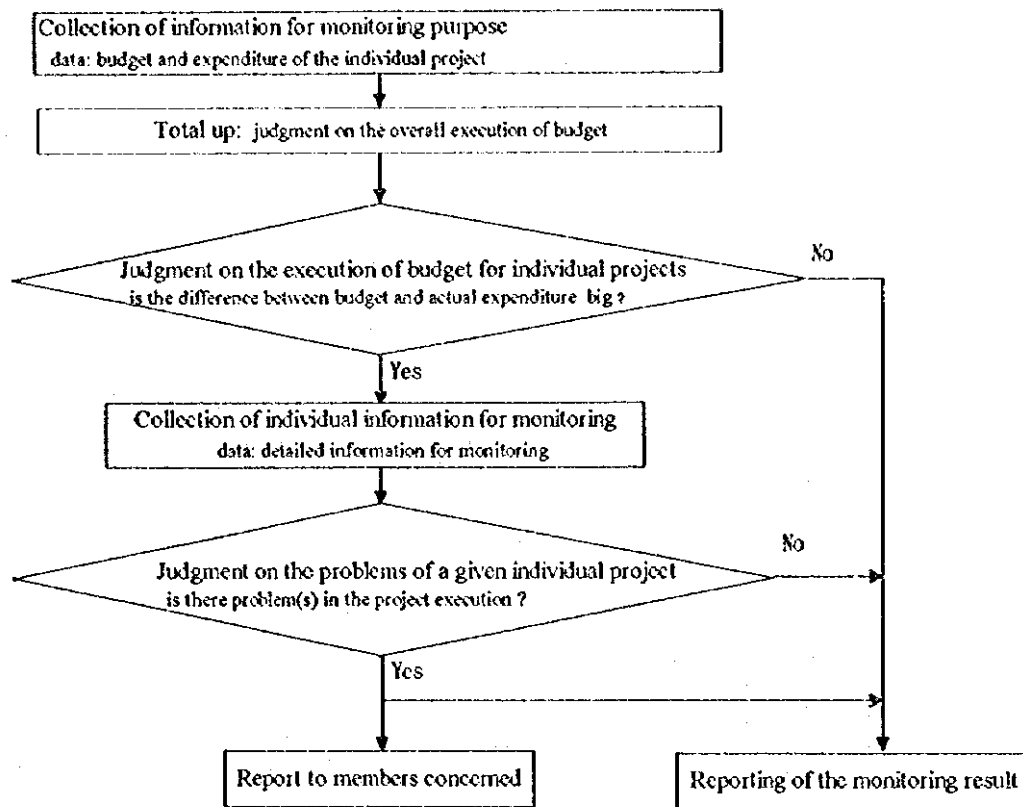 Collection of information for monitoring purpose
data: budget and expenditure of the individual project
Total up: judgment on the overall execution of budget
No
Judgment on the execution of budget for individual projects
is the difference between budget and actual expenditure big?
Yes
Collection of individual information for monitoring
data: detailed information for monitoring
No
Judgment on the problems of a given individual project
is there problem(s) in the project execution ?
Yes
Report to members concerned
Reporting of the monitoring result